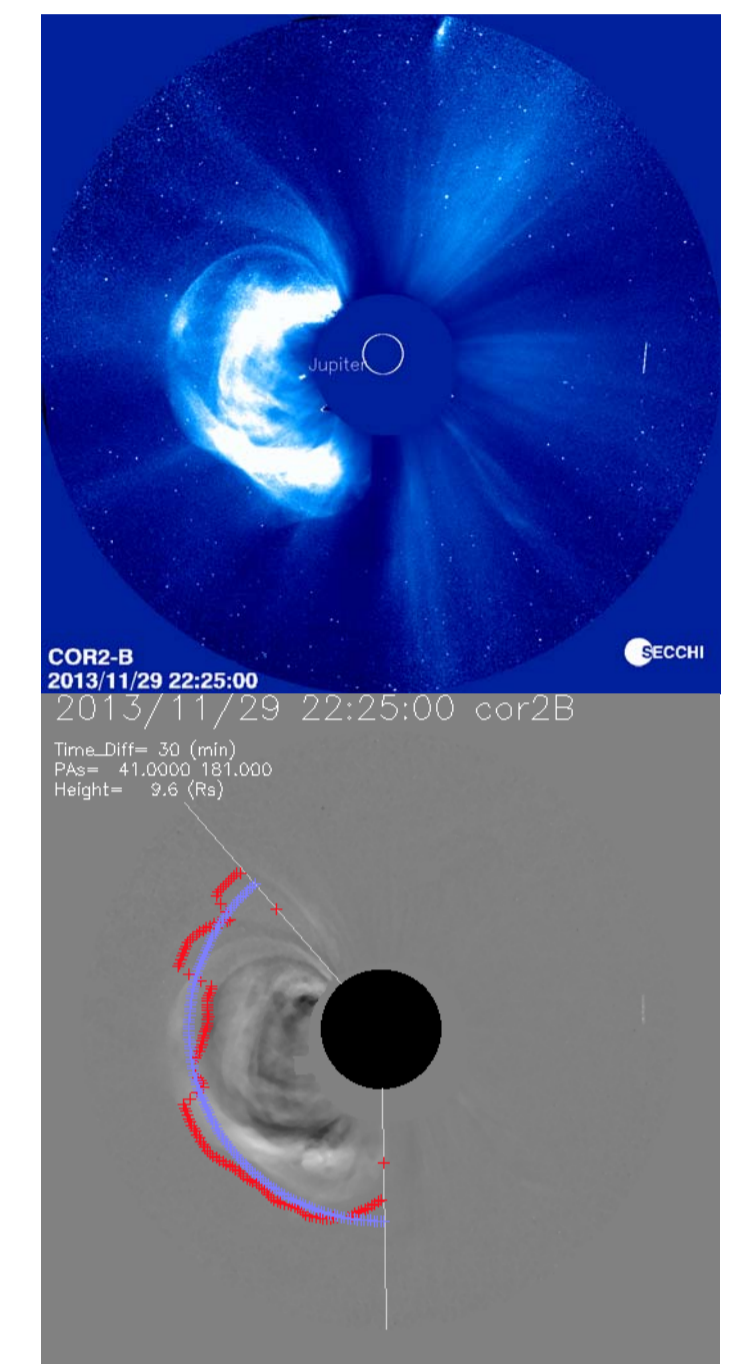 Jupiter
COR2-B
2013/11/29 22:25:00
SECCHI
2013/11/29 22:25:00 cor2B
Time_Diff= 30 (min)
PAs= 41.0000 181.000
Height= 9.6 (Rs)